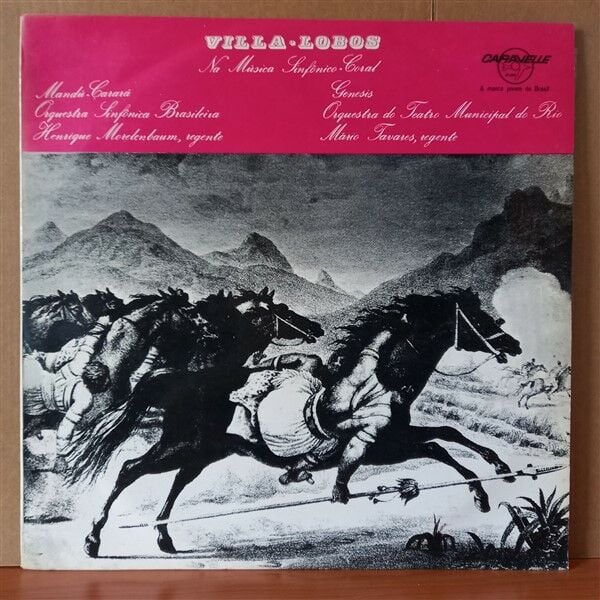 VILLA-LOBOS
Na Música Sinfônico-Coral
Mandú-Çarará
Orquestra Sinfônica Brasileira
Henrique Morelenbaum, regente
Genesis
Orquestra do Teatro Municipal do Rio
Mário Tavares, regente
CARAVELLE
A marca jovem do Brasil